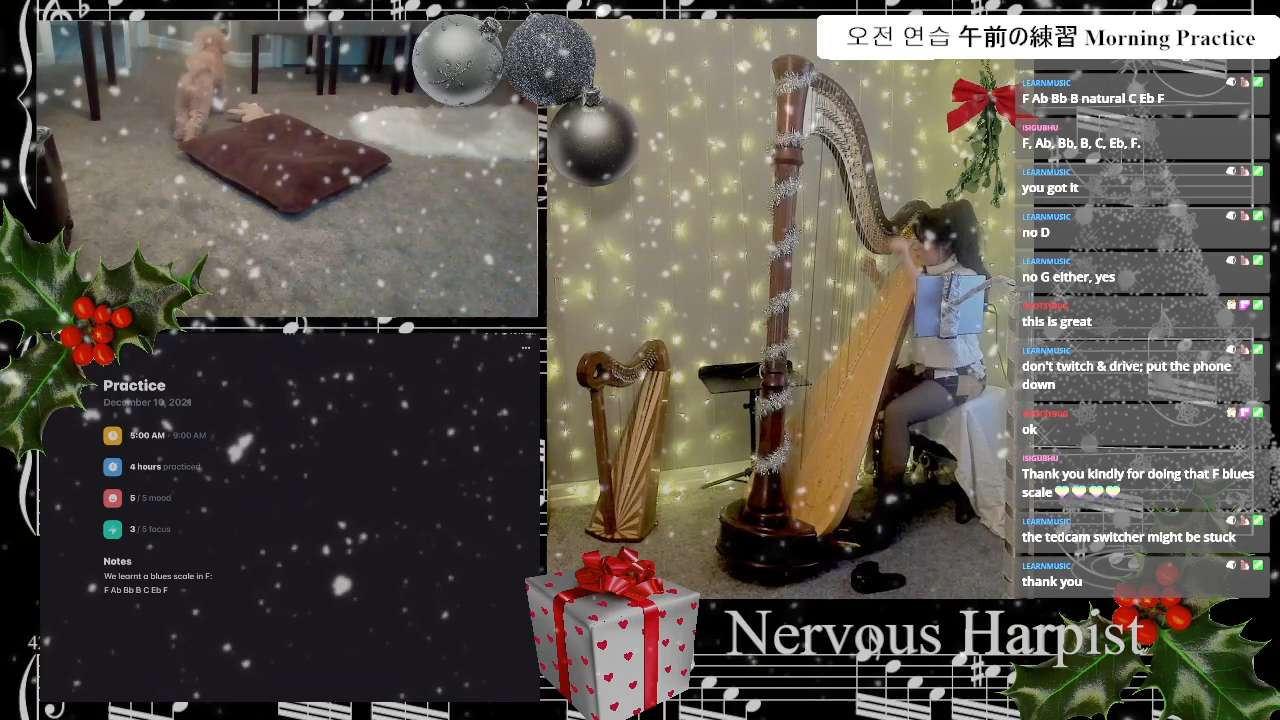 오전 연습 午前の練習 Morning Practice
LEARNMUSIC
F Ab Bb B natural C Eb F
ISIGUBHU
F, Ab, Bb, B, C, Eb, F.
LEARNMUSIC
you got it
LEARNMUSIC
no D
LEARNMUSIC
no G either, yes
this is great
LEARNMUSIC
don't twitch & drive; put the phone
down
ok
ISIGUBHU
Thank you kindly for doing that F blues
scale
LEARNMUSIC
the tedcam switcher might be stuck
LEARNMUSIC
thank you
Practice
December 10, 2021
5:00 AM - 9:00 AM
4 hours practiced
5 / 5 mood
3 / 5 focus
Notes
We learnt a blues scale in F:
F Ab Bb B C Eb F
Nervous Harpist